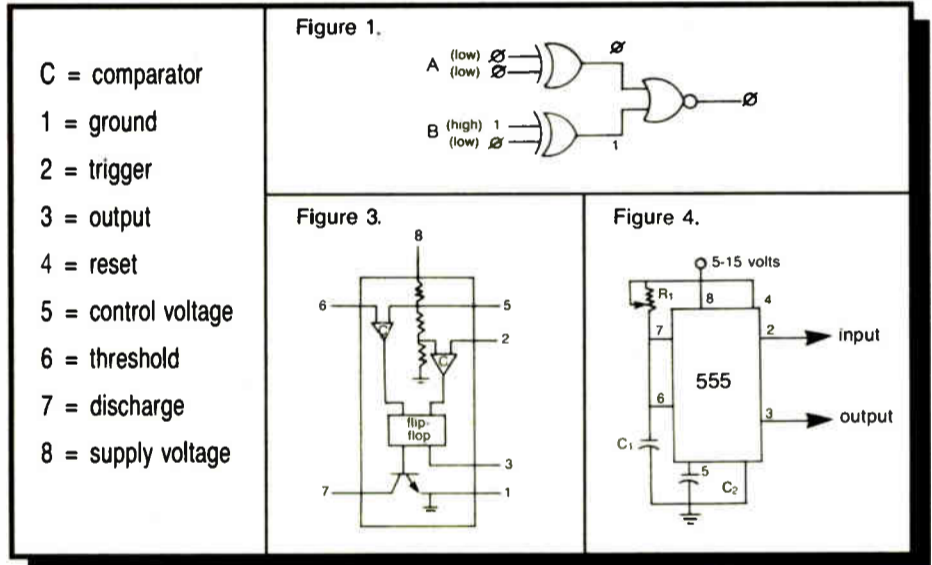 C = comparator
1 = ground
2 = trigger
3 = output
4 = reset
5 = control voltage
6 = threshold
7 = discharge
8 = supply voltage
Figure 1.
A (low) Ø
(low) Ø
Ø
Ø
B (high) 1
(low) Ø
1
Figure 3.
8
6
5
C
2
C
flip-
flop
3
7
1
Figure 4.
5-15 volts
R1
8
4
7
2
input
555
6
3
output
C1
5
C2